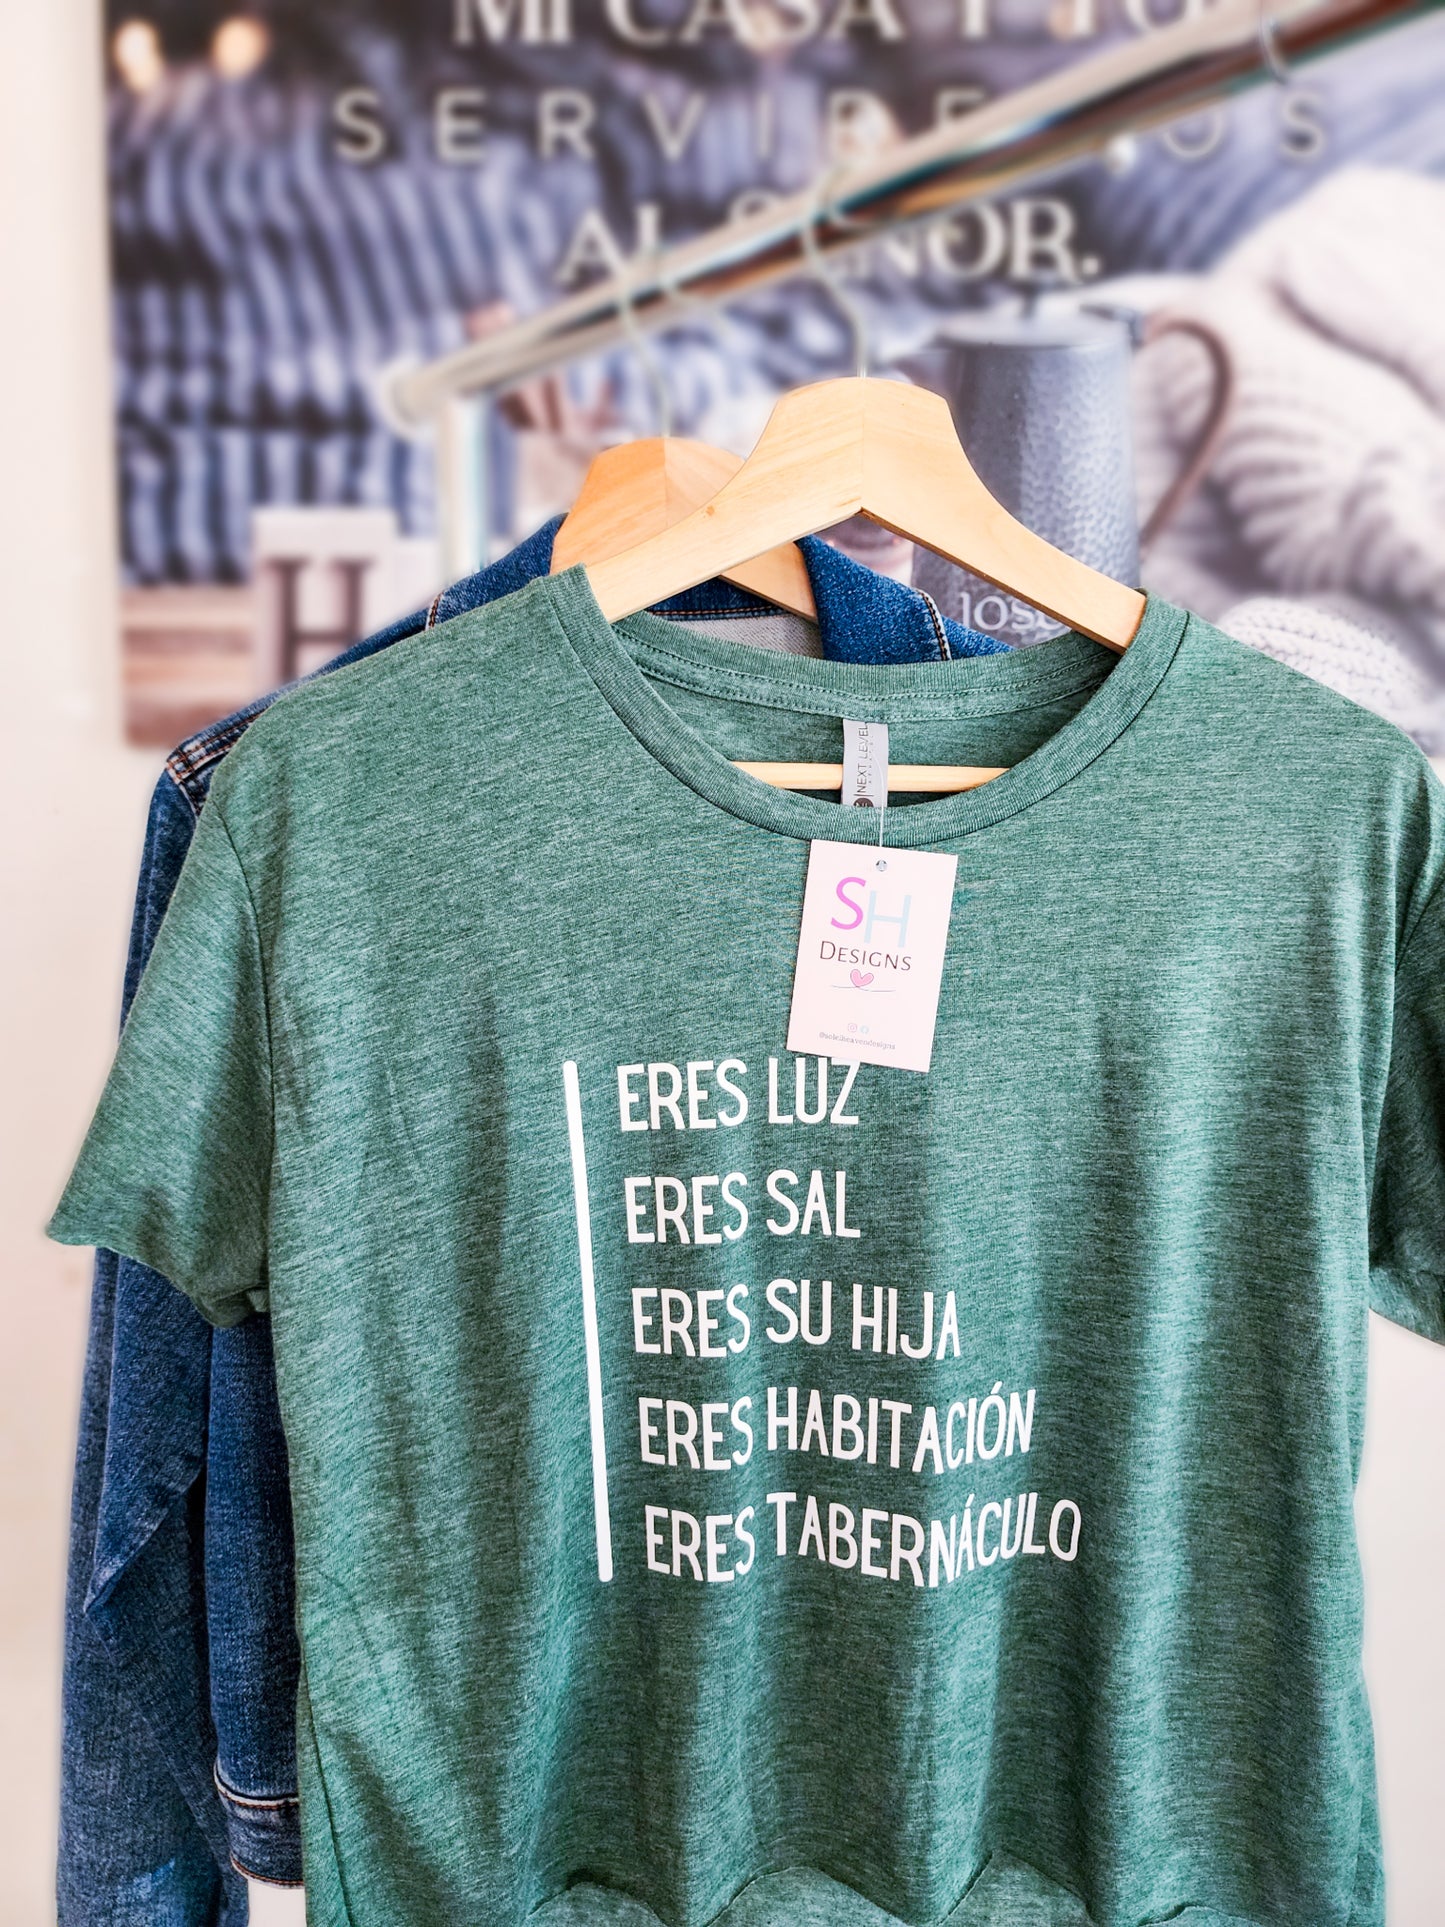 MI CASA Y YO
SERVIREMOS
AL SEÑOR.
H
NEXT LEVEL
SH
DESIGNS
ERES LUZ
ERES SAL
ERES SU HIJA
ERES HABITACIÓN
ERES TABERNÁCULO